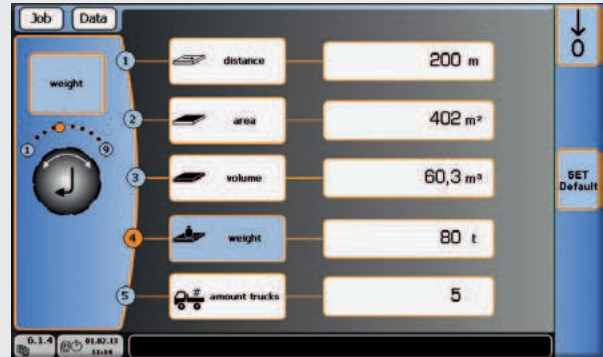 Job Data
0
weight
1 9
1 distance 200 m
2 area 402 m²
3 volume 60,3 m³
4 weight 80 t
5 # amount trucks 5
SET
Default
6.1.4
01.02.13
11:14